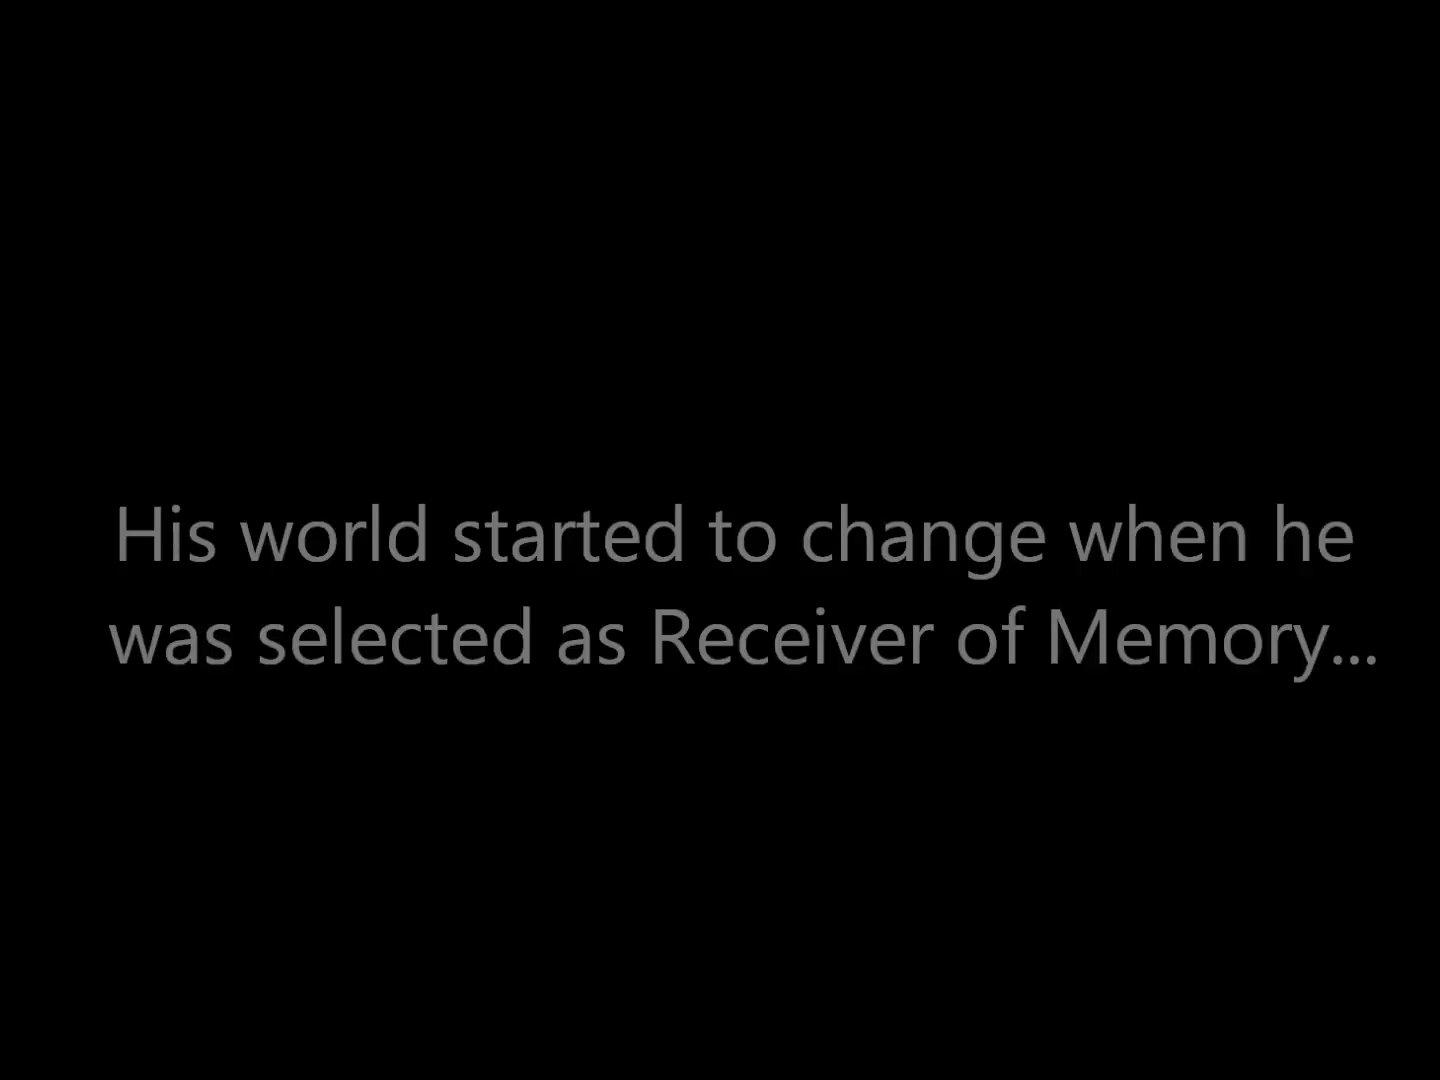 His world started to change when he
was selected as Receiver of Memory...